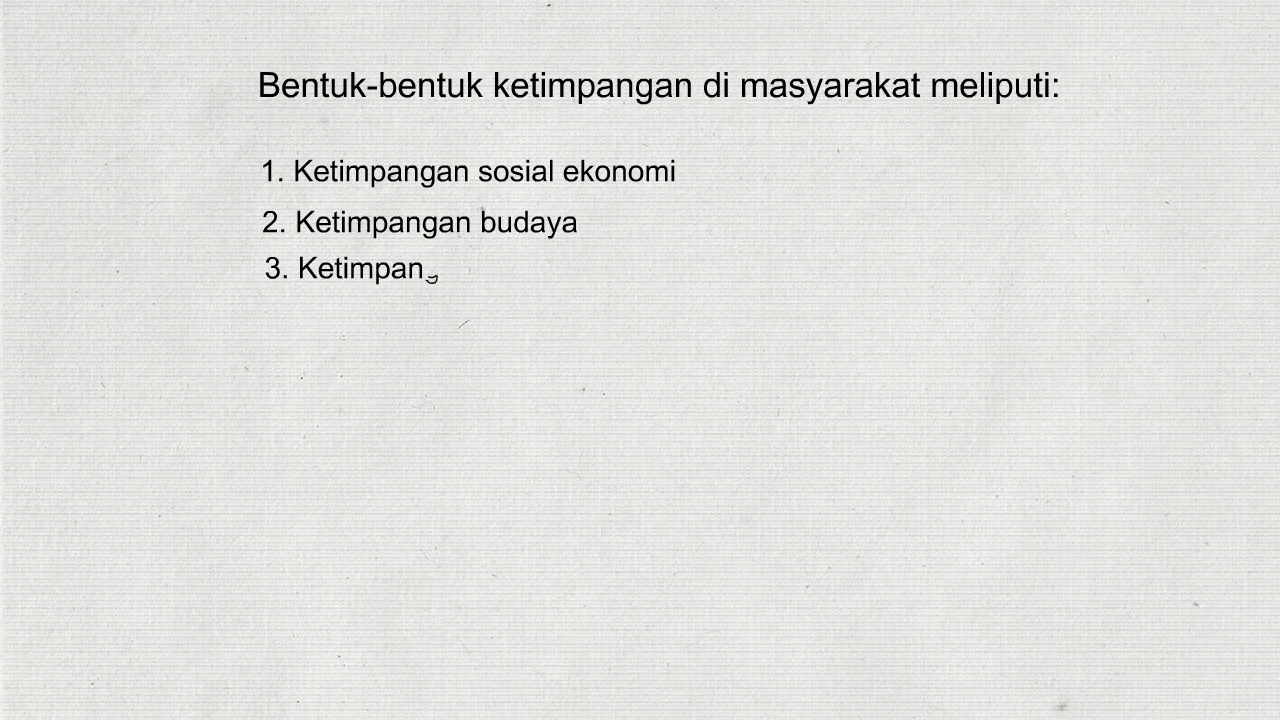 Bentuk-bentuk ketimpangan di masyarakat meliputi:
1. Ketimpangan sosial ekonomi
2. Ketimpangan budaya
3. Ketimpan